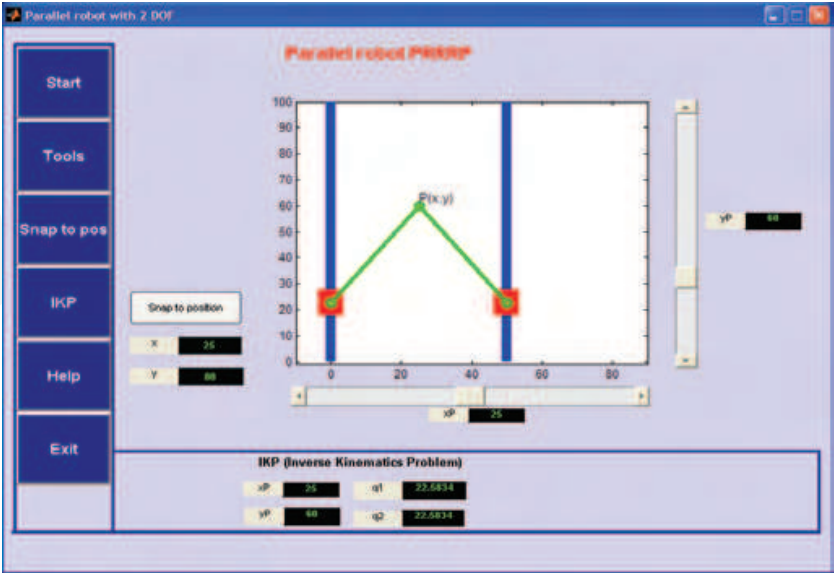 Parallel robot with 2 DOF
Start
Tools
Snap to pos
IKP
Help
Exit
Parallel robot PRRRP
100
90
80
70
60
50
40
30
20
10
0
0
20
40
60
80
P(x,y)
yP 60
Snap to position
X 25
Y
xP 25
IKP (Inverse Kinematics Problem)
xP 25 q1 22.5834
yP 60 q2 22.5834